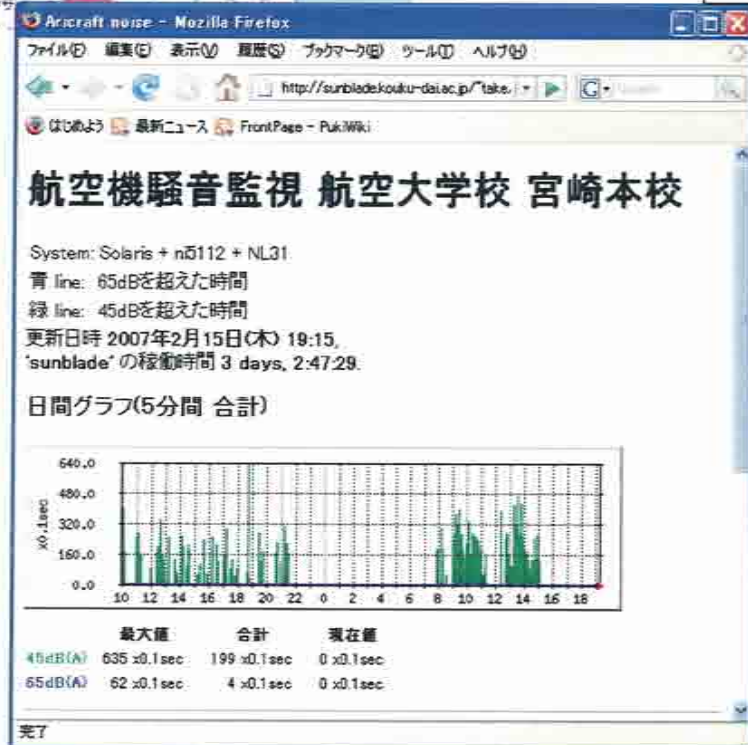 Aricraft noise - Mozilla Firefox
ファイル(F) 編集(E) 表示(V) 履歴(S) ブックマーク(B) ツール(T) ヘルプ(H)
http://sunblade.kouku-dai.ac.jp/~take.
G
はじめよう 最新ニュース FrontPage - PukiWiki
航空機騒音監視 航空大学校 宮崎本校
System: Solaris + ni5112 + NL31
青 line: 65dBを超えた時間
緑 line: 45dBを超えた時間
更新日時 2007年2月15日(木) 19:15,
'sunblade' の稼働時間 3 days, 2:47:29.
日間グラフ(5分間 合計)
x0.1sec
640.0
480.0
320.0
160.0
0.0
10 12 14 16 18 20 22 0 2 4 6 8 10 12 14 16 18
最大値 合計 現在値
45dB(A) 635 x0.1sec 199 x0.1sec 0 x0.1sec
65dB(A) 62 x0.1sec 4 x0.1sec 0 x0.1sec
完了